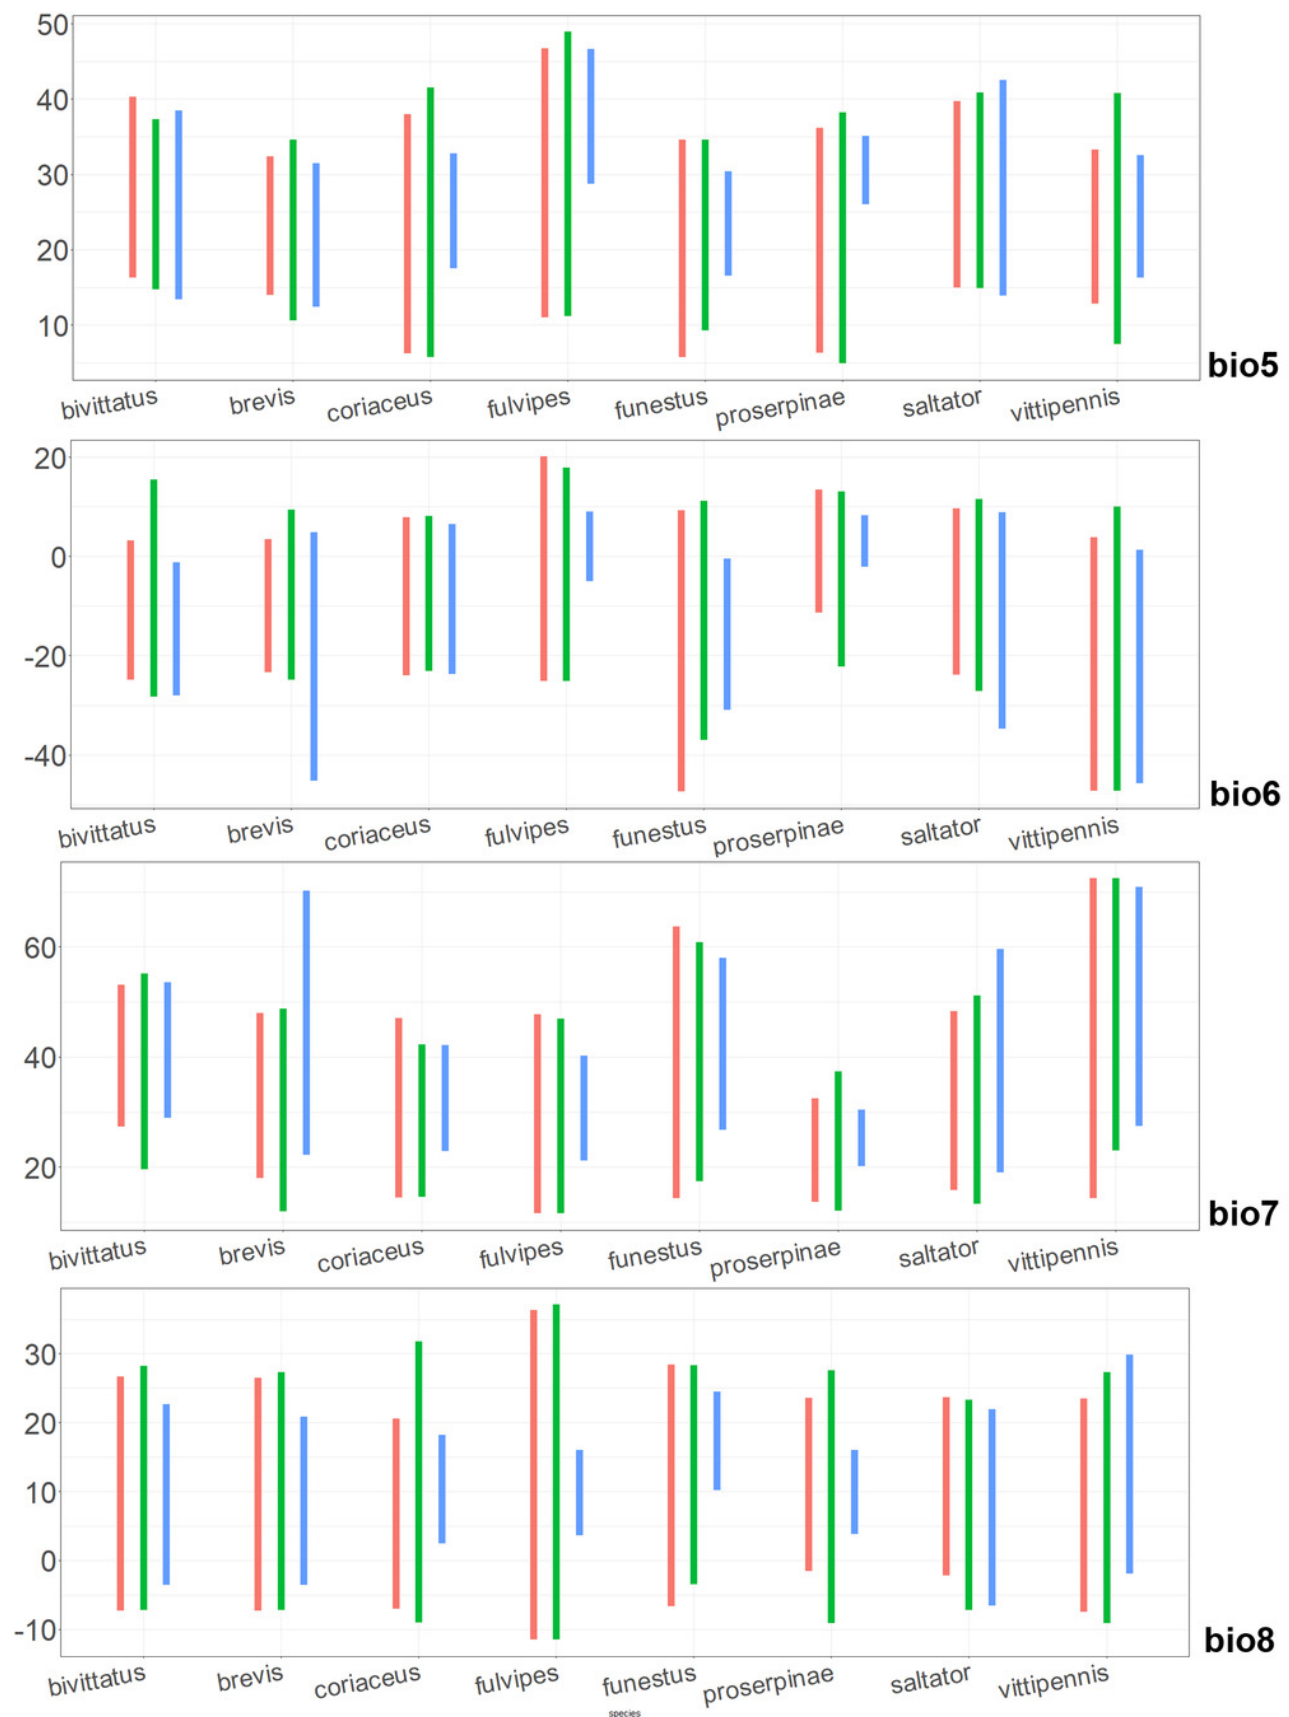 50
40
30
20
10
bio5
bivittatus brevis coriaceus fulvipes funestus proserpinae saltator vittipennis
20
0
-20
-40
bio6
bivittatus brevis coriaceus fulvipes funestus proserpinae saltator vittipennis
60
40
20
bio7
bivittatus brevis coriaceus fulvipes funestus proserpinae saltator vittipennis
30
20
10
0
-10
bio8
bivittatus brevis coriaceus fulvipes funestus proserpinae saltator vittipennis
species